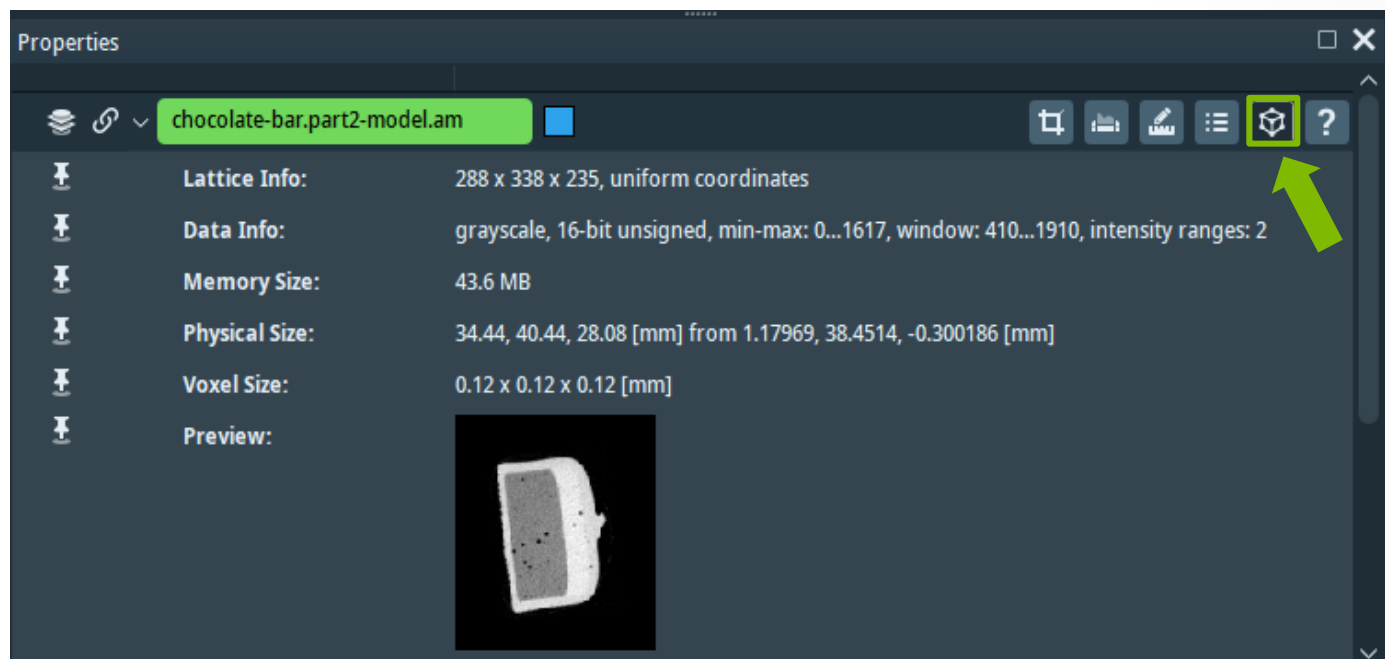 Properties
chocolate-bar.part2-model.am
?
Lattice Info: 288 x 338 x 235, uniform coordinates
Data Info: grayscale, 16-bit unsigned, min-max: 0...1617, window: 410...1910, intensity ranges: 2
Memory Size: 43.6 MB
Physical Size: 34.44, 40.44, 28.08 [mm] from 1.17969, 38.4514, -0.300186 [mm]
Voxel Size: 0.12 x 0.12 x 0.12 [mm]
Preview: